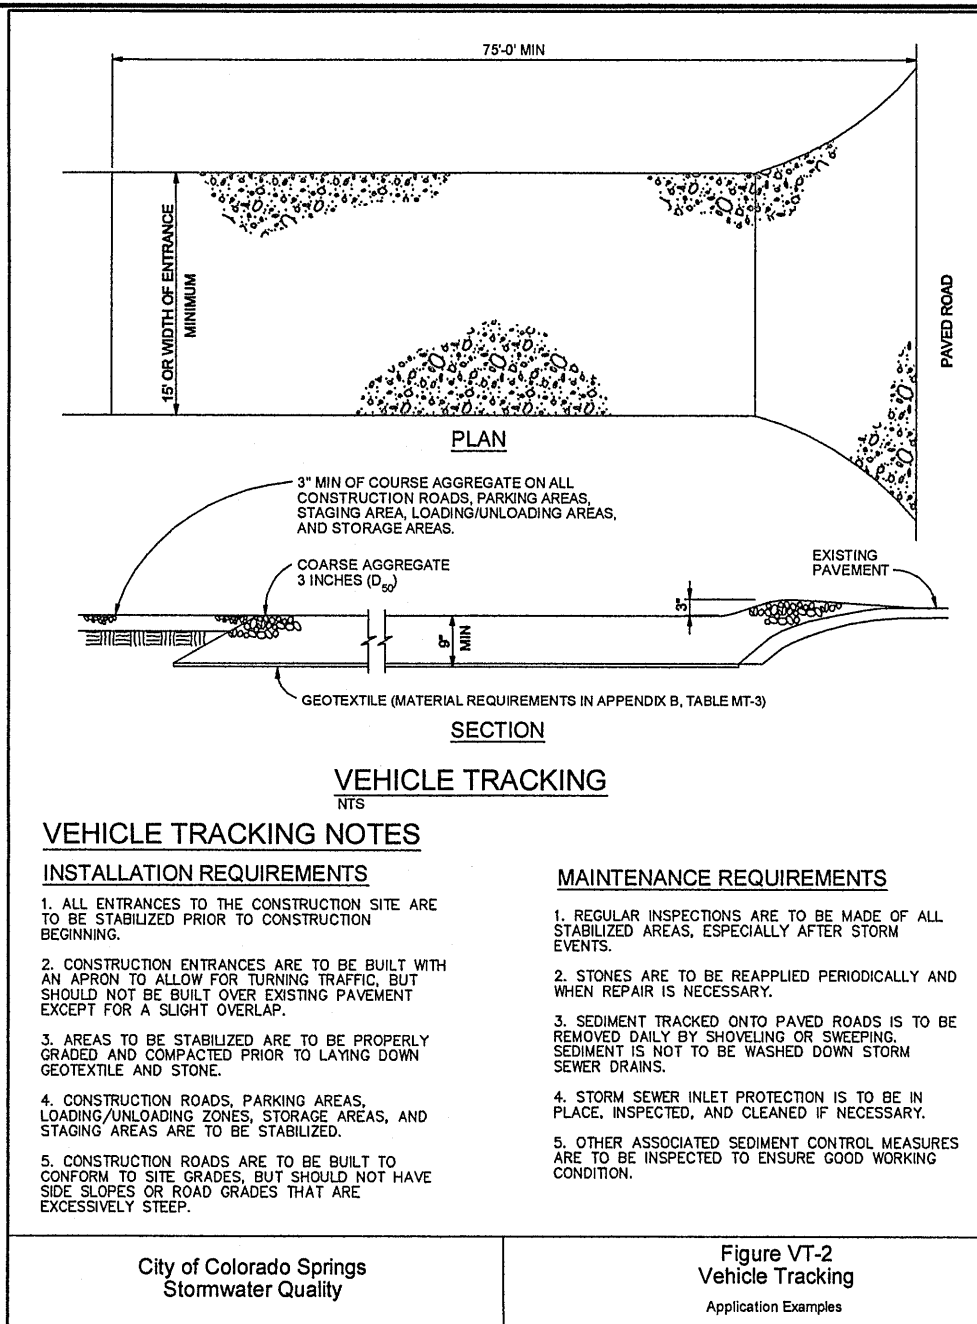 75'-0' MIN
15' OR WIDTH OF ENTRANCE
MINIMUM
PAVED ROAD
PLAN
3" MIN OF COURSE AGGREGATE ON ALL
CONSTRUCTION ROADS, PARKING AREAS,
STAGING AREA, LOADING/UNLOADING AREAS,
AND STORAGE AREAS.
COARSE AGGREGATE
3 INCHES (D50)
EXISTING
PAVEMENT
3"
9"
MIN
GEOTEXTILE (MATERIAL REQUIREMENTS IN APPENDIX B, TABLE MT-3)
SECTION
VEHICLE TRACKING
NTS
VEHICLE TRACKING NOTES
INSTALLATION REQUIREMENTS
1. ALL ENTRANCES TO THE CONSTRUCTION SITE ARE
TO BE STABILIZED PRIOR TO CONSTRUCTION
BEGINNING.
2. CONSTRUCTION ENTRANCES ARE TO BE BUILT WITH
AN APRON TO ALLOW FOR TURNING TRAFFIC, BUT
SHOULD NOT BE BUILT OVER EXISTING PAVEMENT
EXCEPT FOR A SLIGHT OVERLAP.
3. AREAS TO BE STABILIZED ARE TO BE PROPERLY
GRADED AND COMPACTED PRIOR TO LAYING DOWN
GEOTEXTILE AND STONE.
4. CONSTRUCTION ROADS, PARKING AREAS,
LOADING/UNLOADING ZONES, STORAGE AREAS, AND
STAGING AREAS ARE TO BE STABILIZED.
5. CONSTRUCTION ROADS ARE TO BE BUILT TO
CONFORM TO SITE GRADES, BUT SHOULD NOT HAVE
SIDE SLOPES OR ROAD GRADES THAT ARE
EXCESSIVELY STEEP.
MAINTENANCE REQUIREMENTS
1. REGULAR INSPECTIONS ARE TO BE MADE OF ALL
STABILIZED AREAS, ESPECIALLY AFTER STORM
EVENTS.
2. STONES ARE TO BE REAPPLIED PERIODICALLY AND
WHEN REPAIR IS NECESSARY.
3. SEDIMENT TRACKED ONTO PAVED ROADS IS TO BE
REMOVED DAILY BY SHOVELING OR SWEEPING.
SEDIMENT IS NOT TO BE WASHED DOWN STORM
SEWER DRAINS.
4. STORM SEWER INLET PROTECTION IS TO BE IN
PLACE, INSPECTED, AND CLEANED IF NECESSARY.
5. OTHER ASSOCIATED SEDIMENT CONTROL MEASURES
ARE TO BE INSPECTED TO ENSURE GOOD WORKING
CONDITION.
City of Colorado Springs
Stormwater Quality
Figure VT-2
Vehicle Tracking
Application Examples